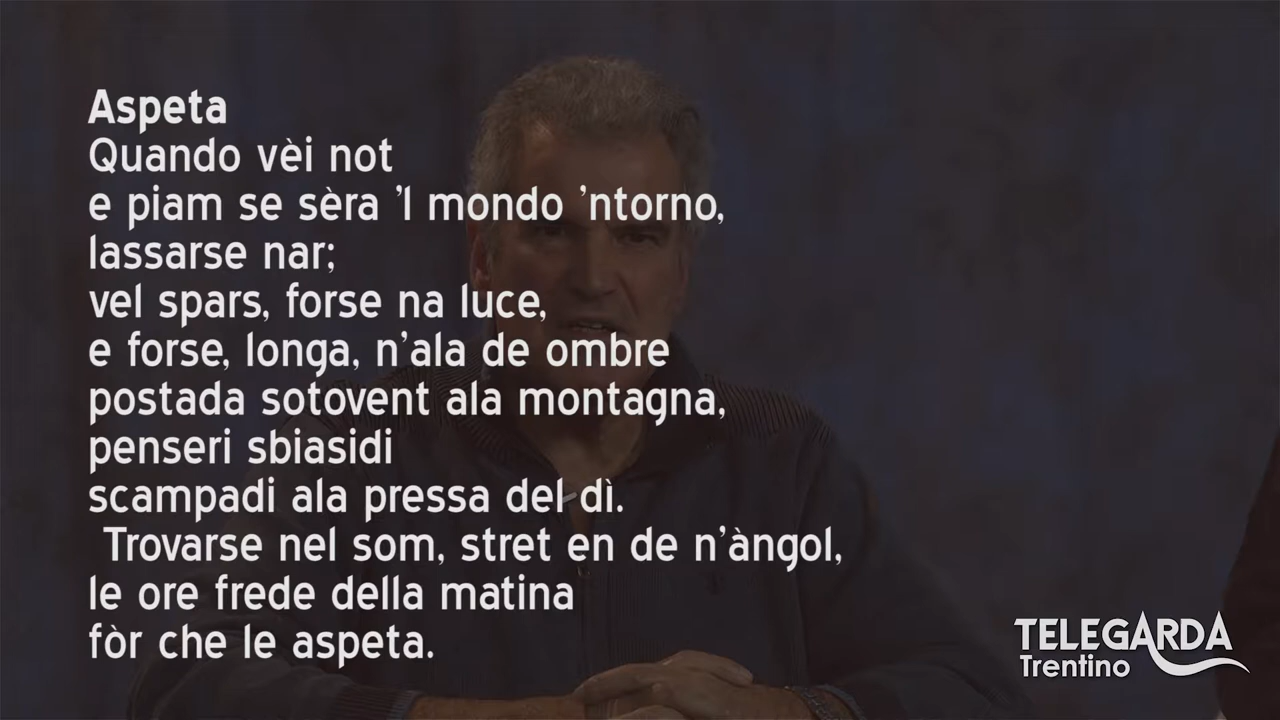 Aspeta
Quando vèi not
e piam se sèra 'l mondo 'ntorno,
lassarse nar;
vel spars, forse na luce,
e forse, longa, n'ala de ombre
postada sotovent ala montagna,
penseri sbiasidi
scampadi ala pressa del dì.
Trovarse nel som, stret en de n'àngol,
le ore frede della matina
fòr che le aspeta.
TELEGARDA
Trentino